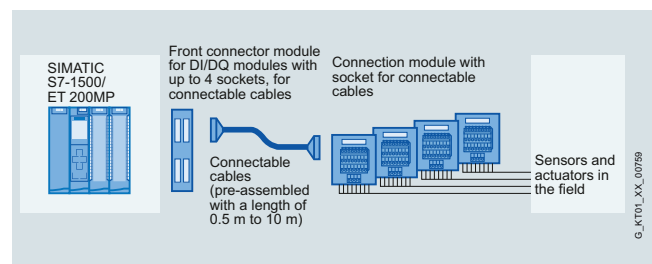 SIMATIC
S7-1500/
ET 200MP
Front connector module
for DI/DQ modules with
up to 4 sockets, for
connectable cables
Connectable
cables
(pre-assembled
with a length of
0.5 m to 10 m)
Connection module with
socket for connectable
cables
Sensors and
actuators in
the field
G_KT01_XX_00759